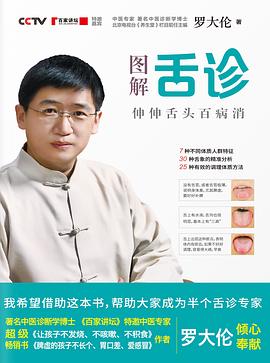 CCTV 百家讲坛 特邀嘉宾
中医专家 著名中医诊断学博士
北京电视台《养生堂》栏目前任主编
罗大伦 著
图解舌诊
伸伸舌头百病消
7种不同体质人群特征
30种舌象的精准分析
25种有效的调理体质方法
我希望借助这本书,帮助大家成为半个舌诊专家
著名中医诊断学博士 《百家讲坛》特邀中医专家
超级畅销书 《让孩子不发烧、不咳嗽、不积食》
《脾虚的孩子不长个、胃口差、爱感冒》 作者
罗大伦 倾心奉献